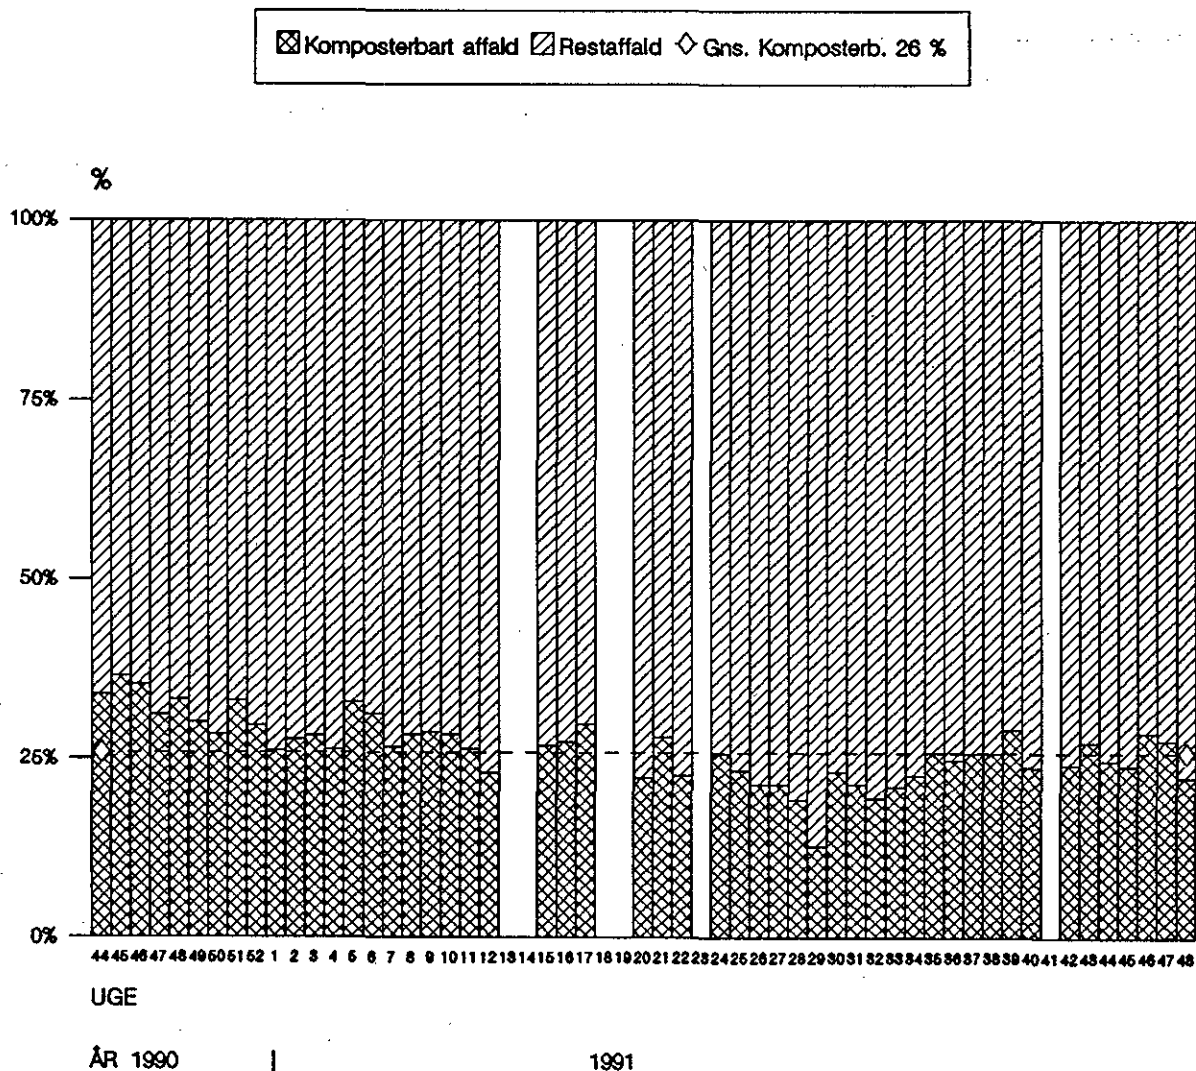 Komposterbart affald Restaffald Gns. Komposterb. 26 %
%
100%
75%
50%
25%
0%
44 45 46 47 48 49 50 51 52 1 2 3 4 5 6 7 8 9 10 11 12 13 14 15 16 17 18 19 20 21 22 23 24 25 26 27 28 29 30 31 32 33 34 35 36 37 38 39 40 41 42 43 44 45 46 47 48
UGE
ÅR 1990 | 1991